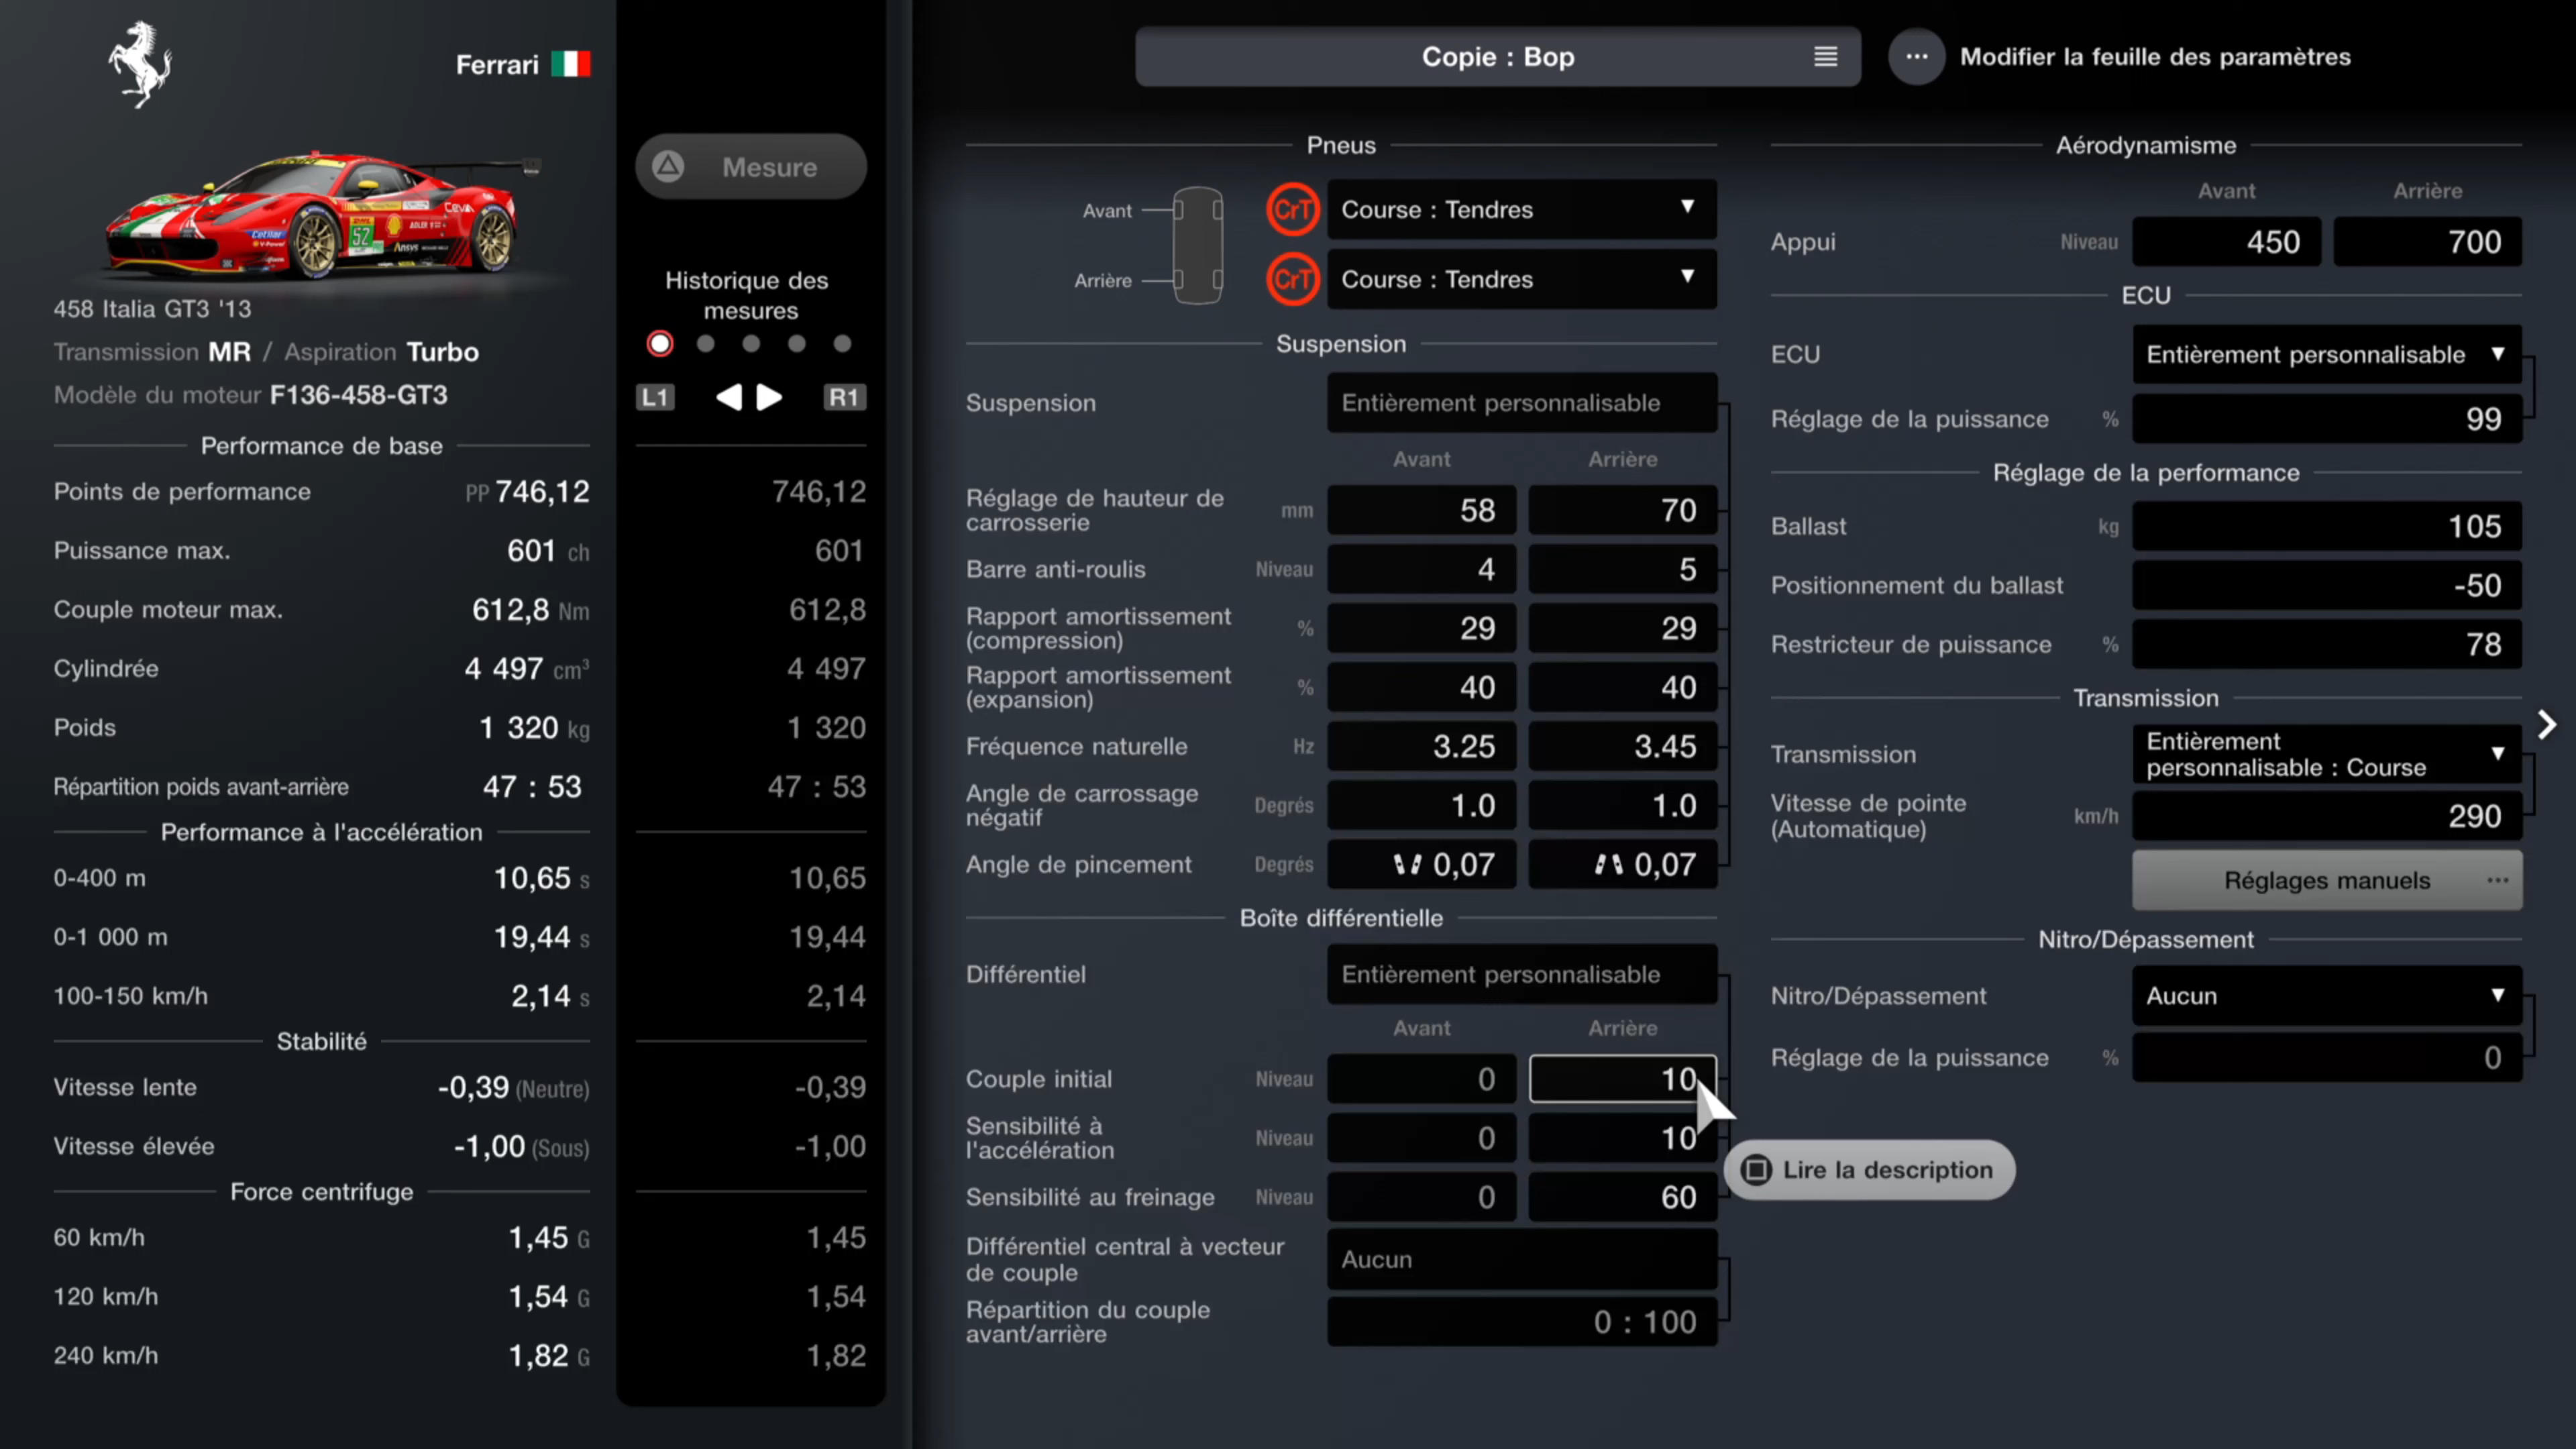 Ferrari
458 Italia GT3 '13
Transmission MR / Aspiration Turbo
Modèle du moteur F136-458-GT3
Performance de base
Points de performance PP 746,12
Puissance max. 601 ch
Couple moteur max. 612,8 Nm
Cylindrée 4 497 cm³
Poids 1 320 kg
Répartition poids avant-arrière 47 : 53
Performance à l'accélération
0-400 m 10,65 s
0-1 000 m 19,44 s
100-150 km/h 2,14 s
Stabilité
Vitesse lente -0,39 (Neutre)
Vitesse élevée -1,00 (Sous)
Force centrifuge
60 km/h 1,45 G
120 km/h 1,54 G
240 km/h 1,82 G
Mesure
Historique des
mesures
L1 R1
746,12
601
612,8
4 497
1 320
47 : 53
10,65
19,44
2,14
-0,39
-1,00
1,45
1,54
1,82
Copie : Bop
Modifier la feuille des paramètres
Pneus
Avant CrT Course : Tendres
Arrière CrT Course : Tendres
Suspension
Suspension Entièrement personnalisable
Avant Arrière
Réglage de hauteur de
carrosserie mm 58 70
Barre anti-roulis Niveau 4 5
Rapport amortissement
(compression) % 29 29
Rapport amortissement
(expansion) % 40 40
Fréquence naturelle Hz 3.25 3.45
Angle de carrossage
négatif Degrés 1.0 1.0
Angle de pincement Degrés 0,07 0,07
Boîte différentielle
Différentiel Entièrement personnalisable
Avant Arrière
Couple initial Niveau 0 10
Sensibilité à
l'accélération Niveau 0 10
Sensibilité au freinage Niveau 0 60
Différentiel central à vecteur
de couple Aucun
Répartition du couple
avant/arrière 0 : 100
Aérodynamisme
Avant Arrière
Appui Niveau 450 700
ECU
ECU Entièrement personnalisable
Réglage de la puissance % 99
Réglage de la performance
Ballast kg 105
Positionnement du ballast -50
Restricteur de puissance % 78
Transmission
Transmission Entièrement
personnalisable : Course
Vitesse de pointe
(Automatique) km/h 290
Réglages manuels
Nitro/Dépassement
Nitro/Dépassement Aucun
Réglage de la puissance % 0
Lire la description
52
CEVA